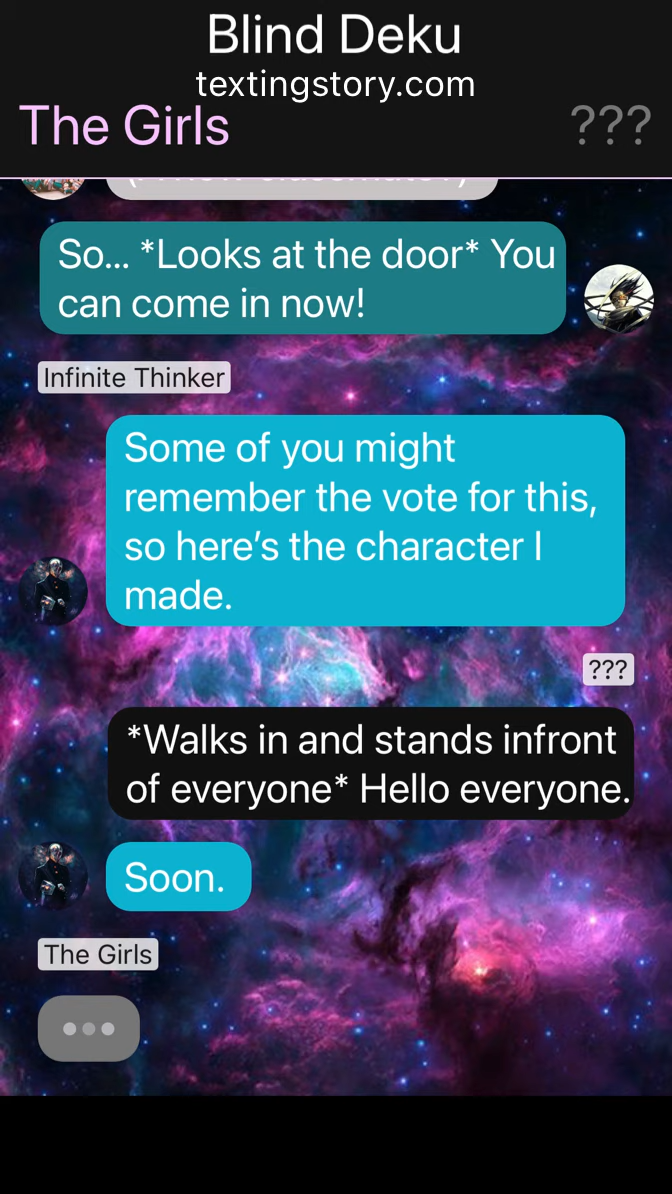 Blind Deku
textingstory.com
The Girls
???
So... *Looks at the door* You
can come in now!
Infinite Thinker
Some of you might
remember the vote for this,
so here’s the character I
made.
???
*Walks in and stands infront
of everyone* Hello everyone.
Soon.
The Girls